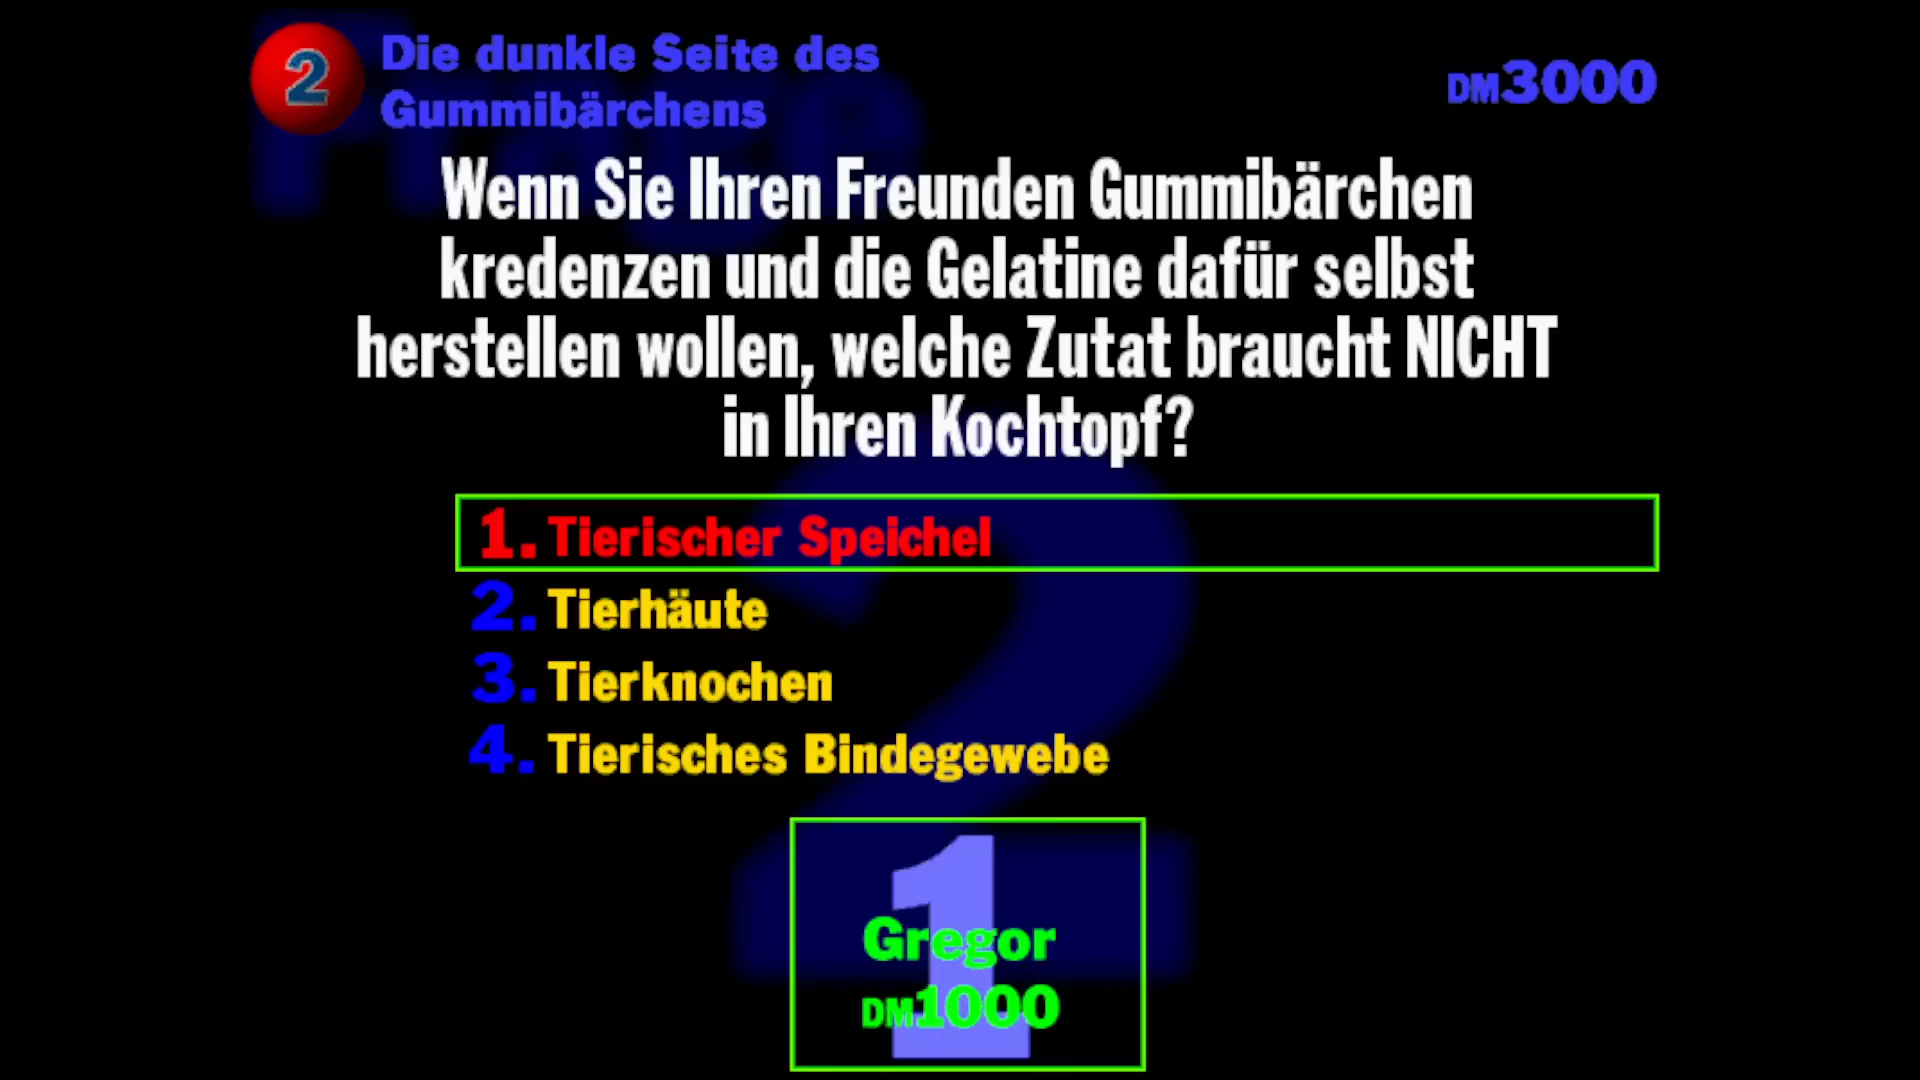 2
Die dunkle Seite des
Gummibärchens
DM3000
Wenn Sie Ihren Freunden Gummibärchen
kredenzen und die Gelatine dafür selbst
herstellen wollen, welche Zutat braucht NICHT
in Ihren Kochtopf?
1. Tierischer Speichel
2. Tierhäute
3. Tierknochen
4. Tierisches Bindegewebe
1
Gregor
DM1000
Frage
2